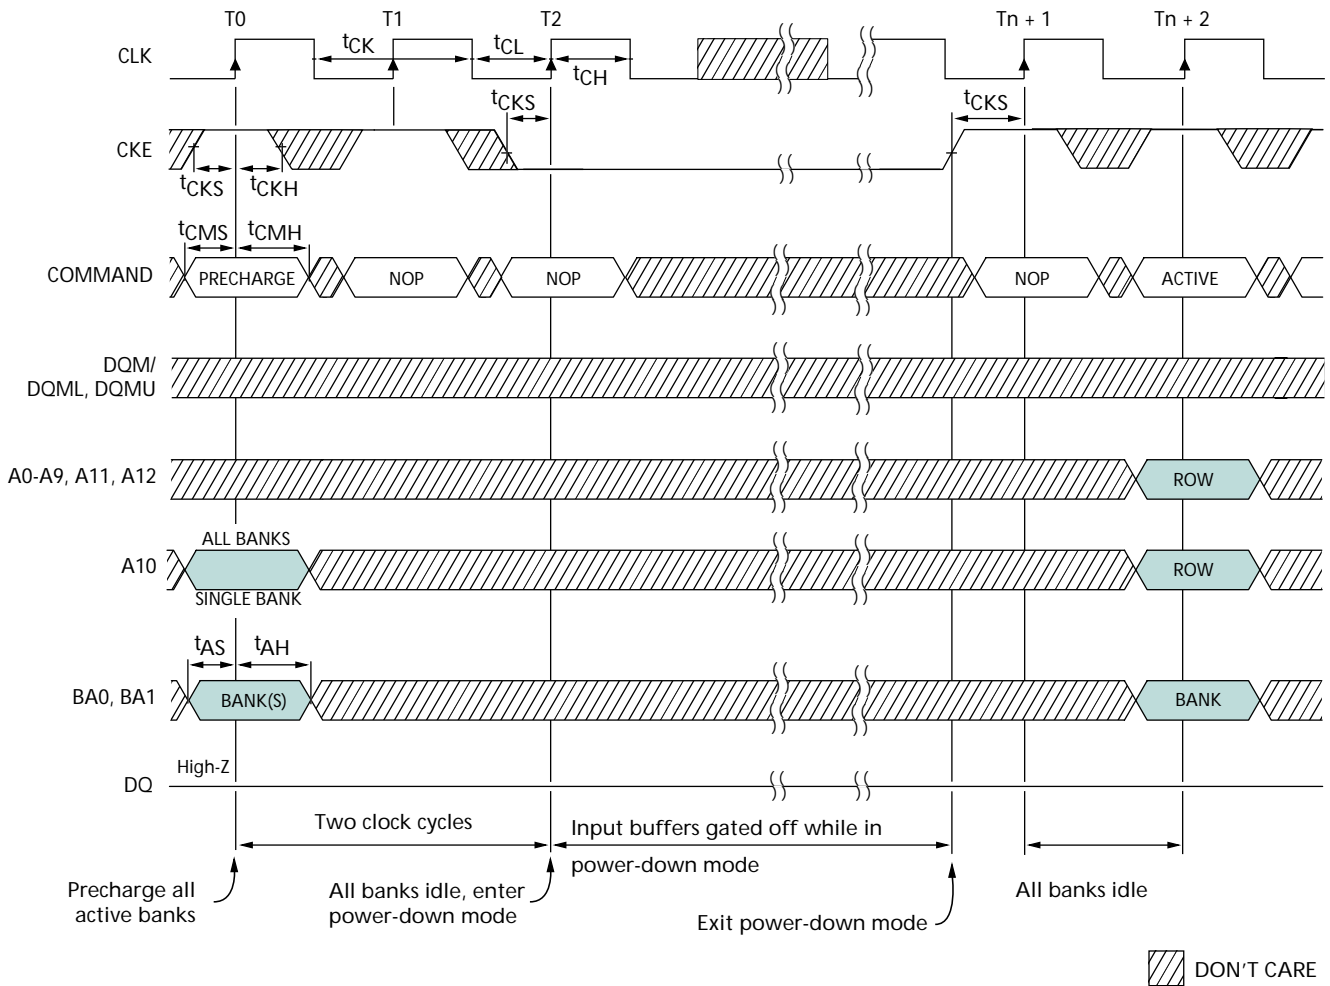 T0 T1 T2 Tn + 1 Tn + 2
CLK
tCK tCL
tCH
tCKS tCKS
CKE
tCKS tCKH
tCMS tCMH
COMMAND PRECHARGE NOP NOP NOP ACTIVE
DQM/
DQML, DQMU
A0-A9, A11, A12 ROW
ALL BANKS
A10 ROW
SINGLE BANK
tAS tAH
BA0, BA1 BANK(S) BANK
High-Z
DQ
Two clock cycles
Input buffers gated off while in
power-down mode
Precharge all
active banks
All banks idle, enter
power-down mode
Exit power-down mode
All banks idle
DON'T CARE